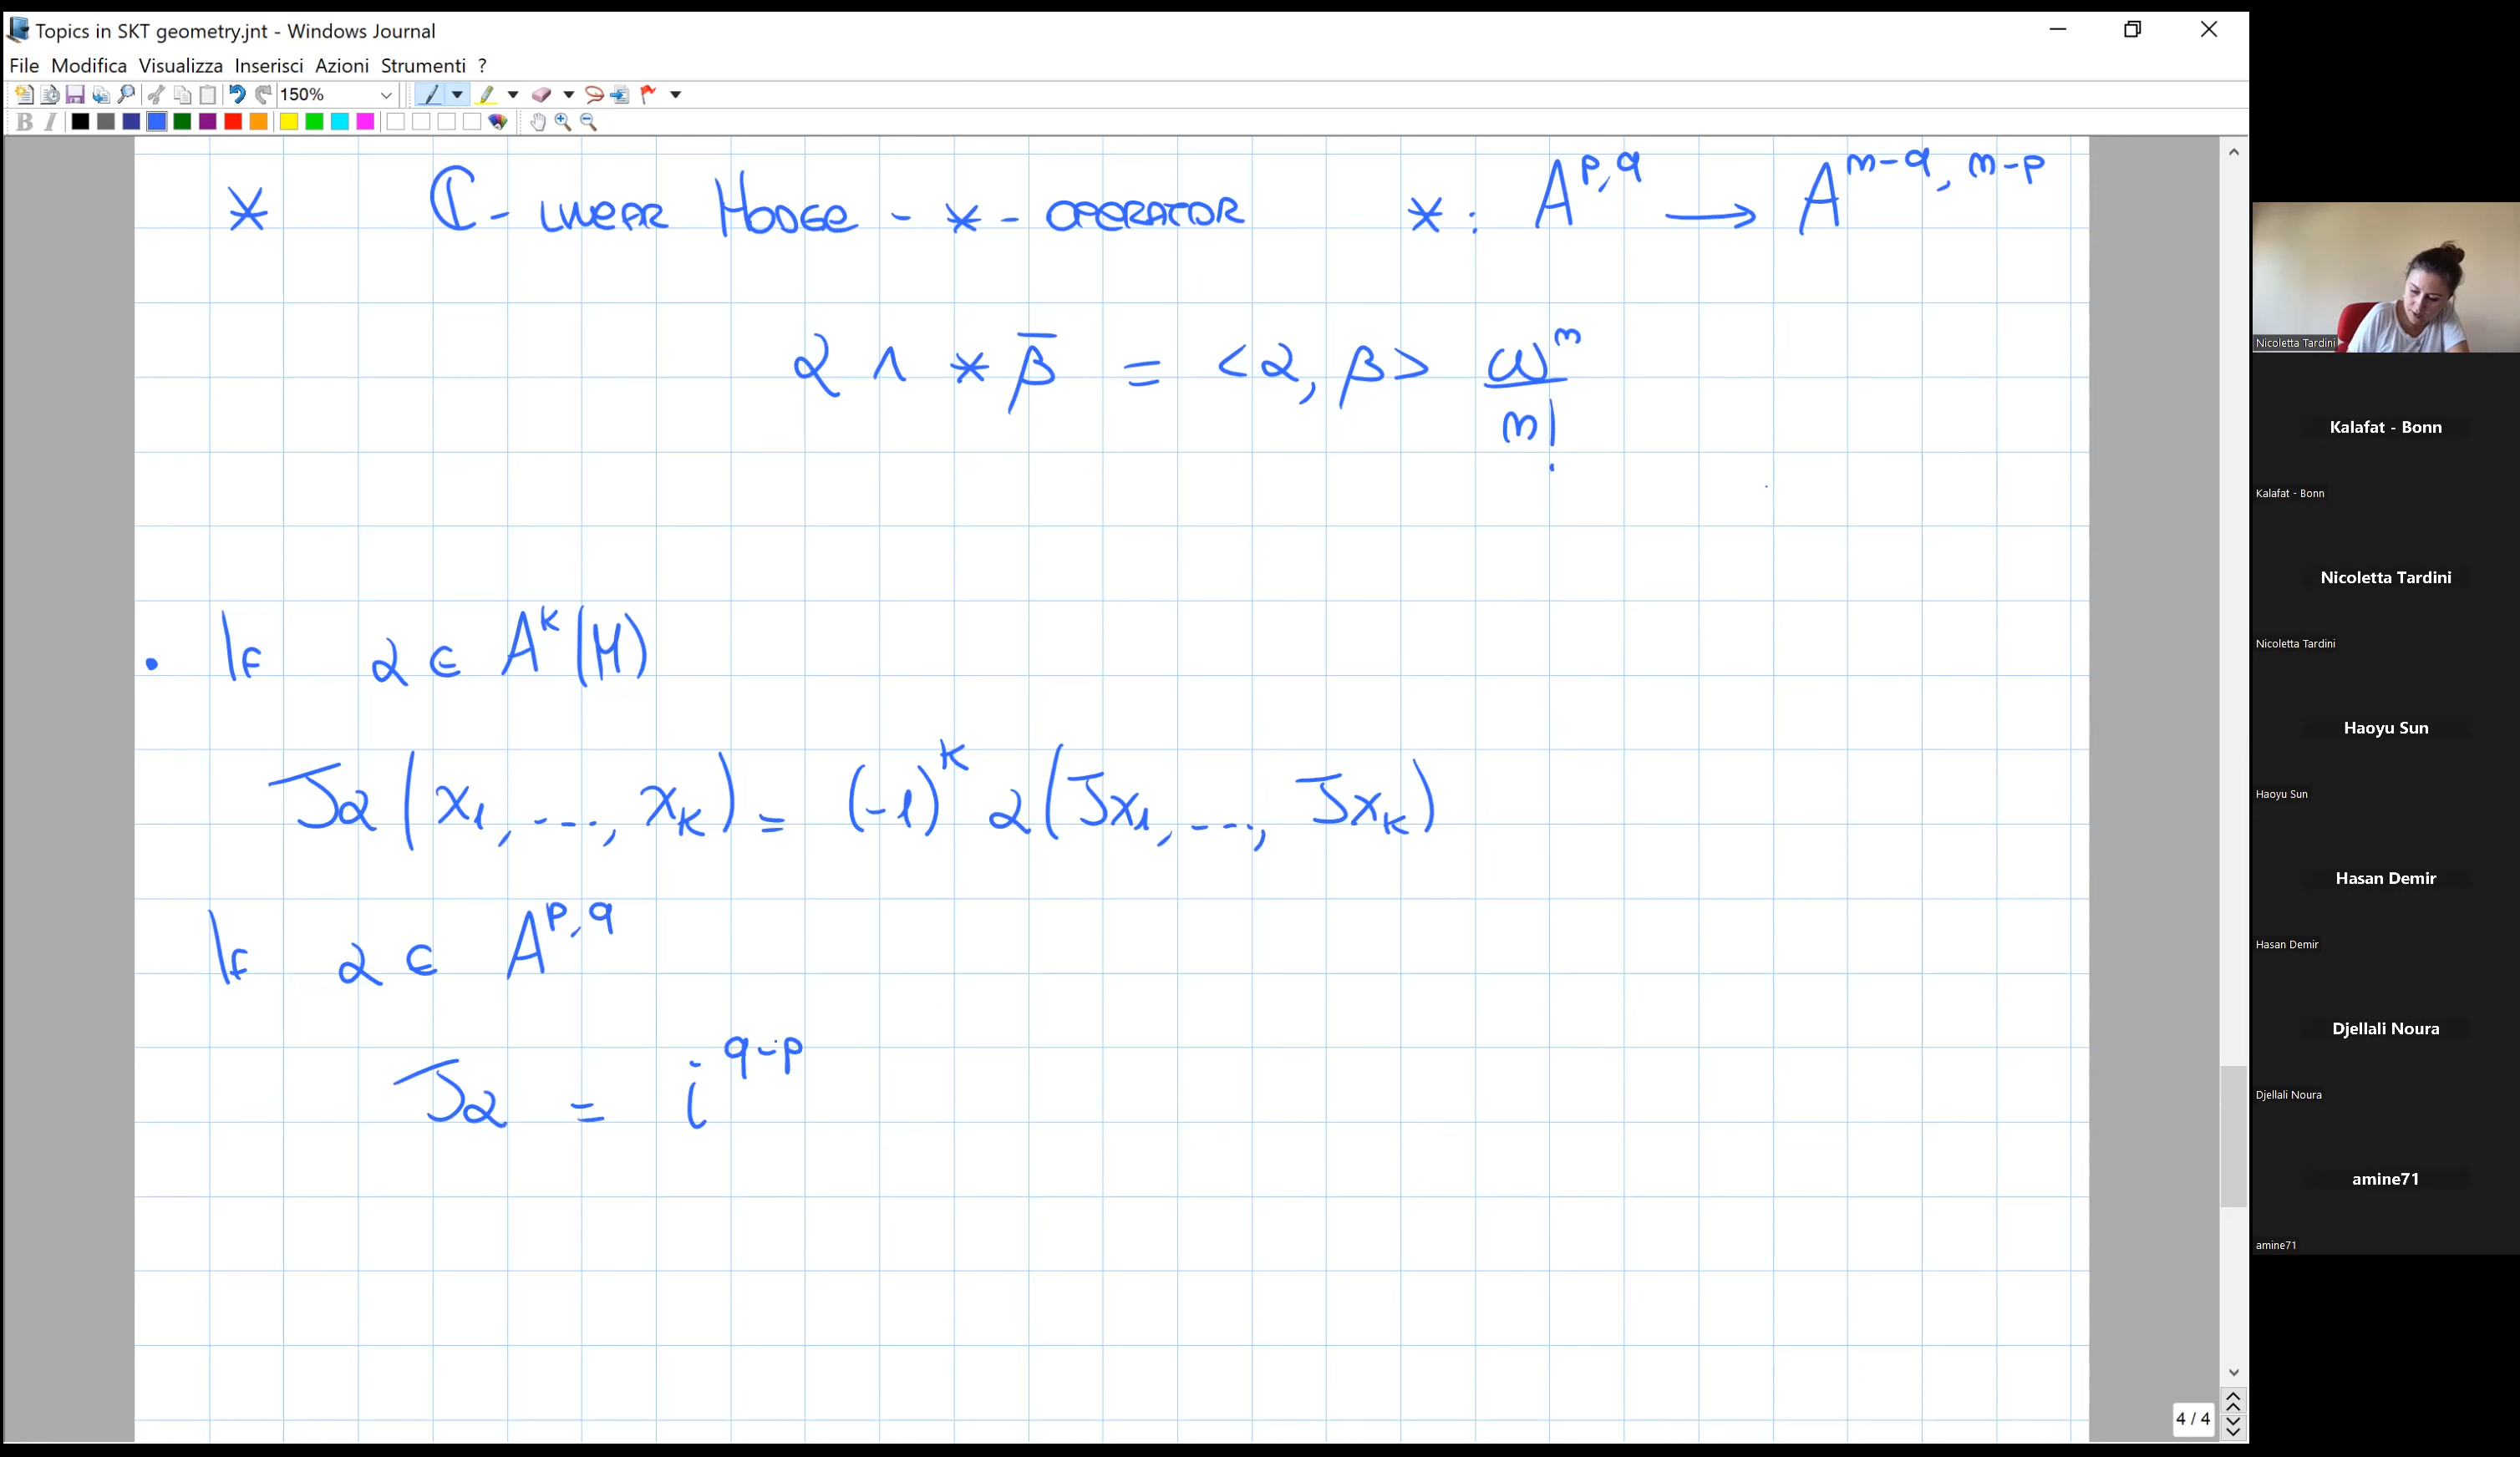 Topics in SKT geometry.jnt - Windows Journal
File Modifica Visualizza Inserisci Azioni Strumenti ?
150%
B I
* ℂ - LINEAR HODGE - * - OPERATOR * : A^{p,q} ⟶ A^{m-q, m-p}
α ∧ * β̄ = <α, β> ω^m / m!
• IF α ∈ A^k (M)
Jα (x_1, ..., x_k) = (-1)^k α (Jx_1, ..., Jx_k)
IF α ∈ A^{p,q}
Jα = i^{q-p}
4 / 4
Nicoletta Tardini
Kalafat - Bonn
Kalafat - Bonn
Nicoletta Tardini
Nicoletta Tardini
Haoyu Sun
Haoyu Sun
Hasan Demir
Hasan Demir
Djellali Noura
Djellali Noura
amine71
amine71